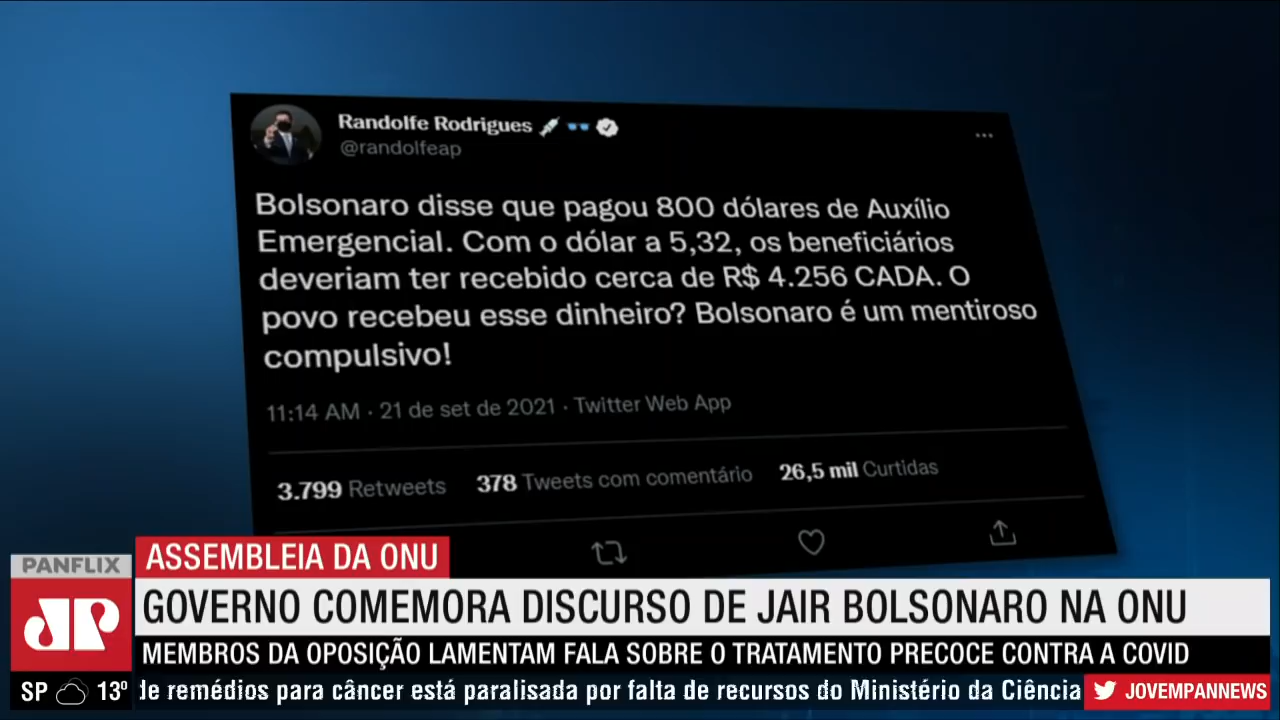 Randolfe Rodrigues
@randolfeap
Bolsonaro disse que pagou 800 dólares de Auxílio
Emergencial. Com o dólar a 5,32, os beneficiários
deveriam ter recebido cerca de R$ 4.256 CADA. O
povo recebeu esse dinheiro? Bolsonaro é um mentiroso
compulsivo!
11:14 AM · 21 de set de 2021 · Twitter Web App
3.799 Retweets 378 Tweets com comentário 26,5 mil Curtidas
ASSEMBLEIA DA ONU
PANFLIX
JP
GOVERNO COMEMORA DISCURSO DE JAIR BOLSONARO NA ONU
MEMBROS DA OPOSIÇÃO LAMENTAM FALA SOBRE O TRATAMENTO PRECOCE CONTRA A COVID
SP 13º de remédios para câncer está paralisada por falta de recursos do Ministério da Ciência JOVEMPANNEWS